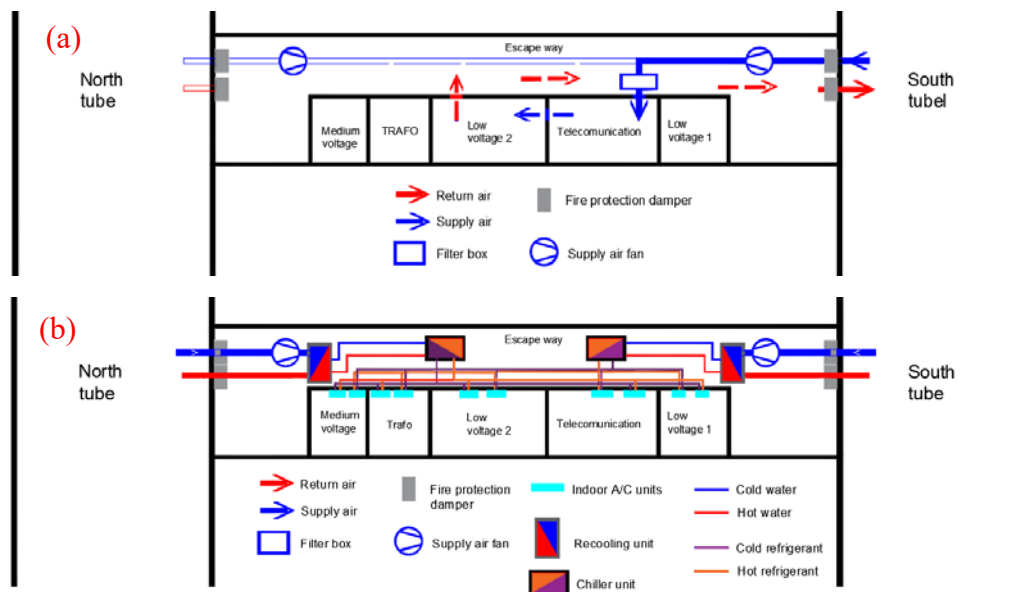 (a)
Escape way
North
tube
South
tubel
Medium
voltage
TRAFO
Low
voltage 2
Telecomunication
Low
voltage 1
Return air
Supply air
Filter box
Fire protection damper
Supply air fan
(b)
Escape way
North
tube
South
tube
Medium
voltage
Trafo
Low
voltage 2
Telecomunication
Low
voltage 1
Return air
Supply air
Filter box
Fire protection
damper
Supply air fan
Indoor A/C units
Recooling unit
Chiller unit
Cold water
Hot water
Cold refrigerant
Hot refrigerant